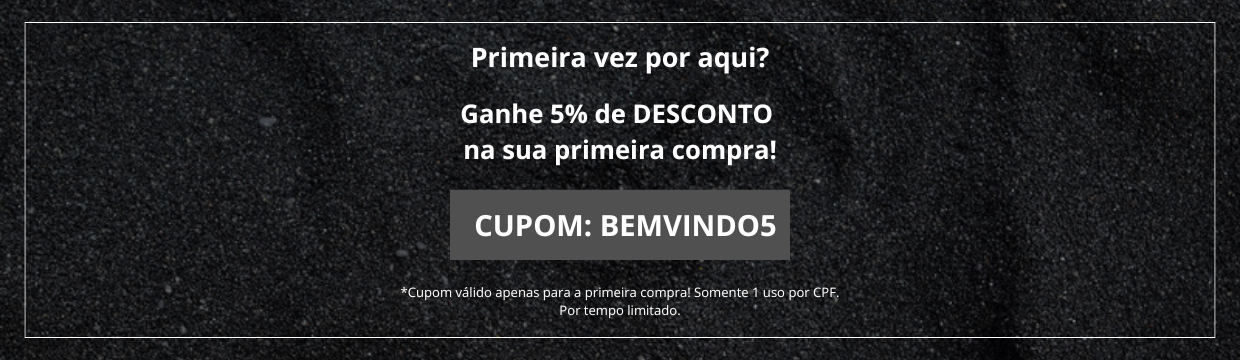 Primeira vez por aqui?
Ganhe 5% de DESCONTO
na sua primeira compra!
CUPOM: BEMVINDO5
*Cupom válido apenas para a primeira compra! Somente 1 uso por CPF.
Por tempo limitado.